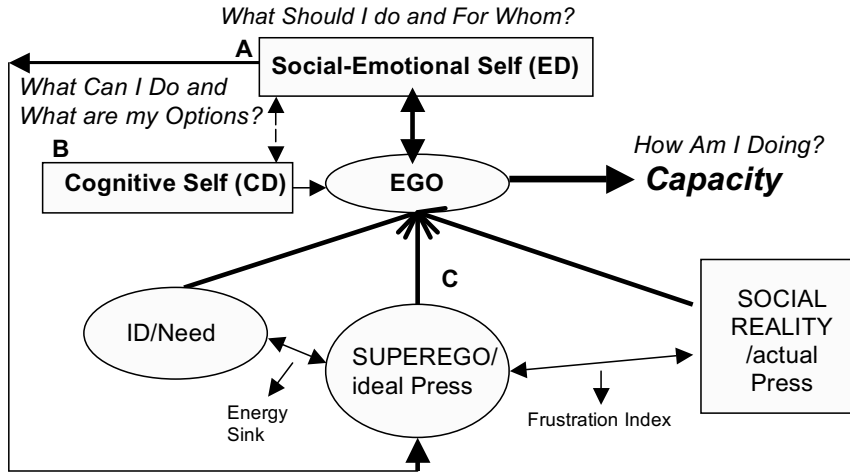 What Should I do and For Whom?
A
Social-Emotional Self (ED)
What Can I Do and
What are my Options?
B
Cognitive Self (CD)
EGO
How Am I Doing?
Capacity
C
ID/Need
SUPEREGO/
ideal Press
SOCIAL
REALITY
/actual
Press
Energy
Sink
Frustration Index